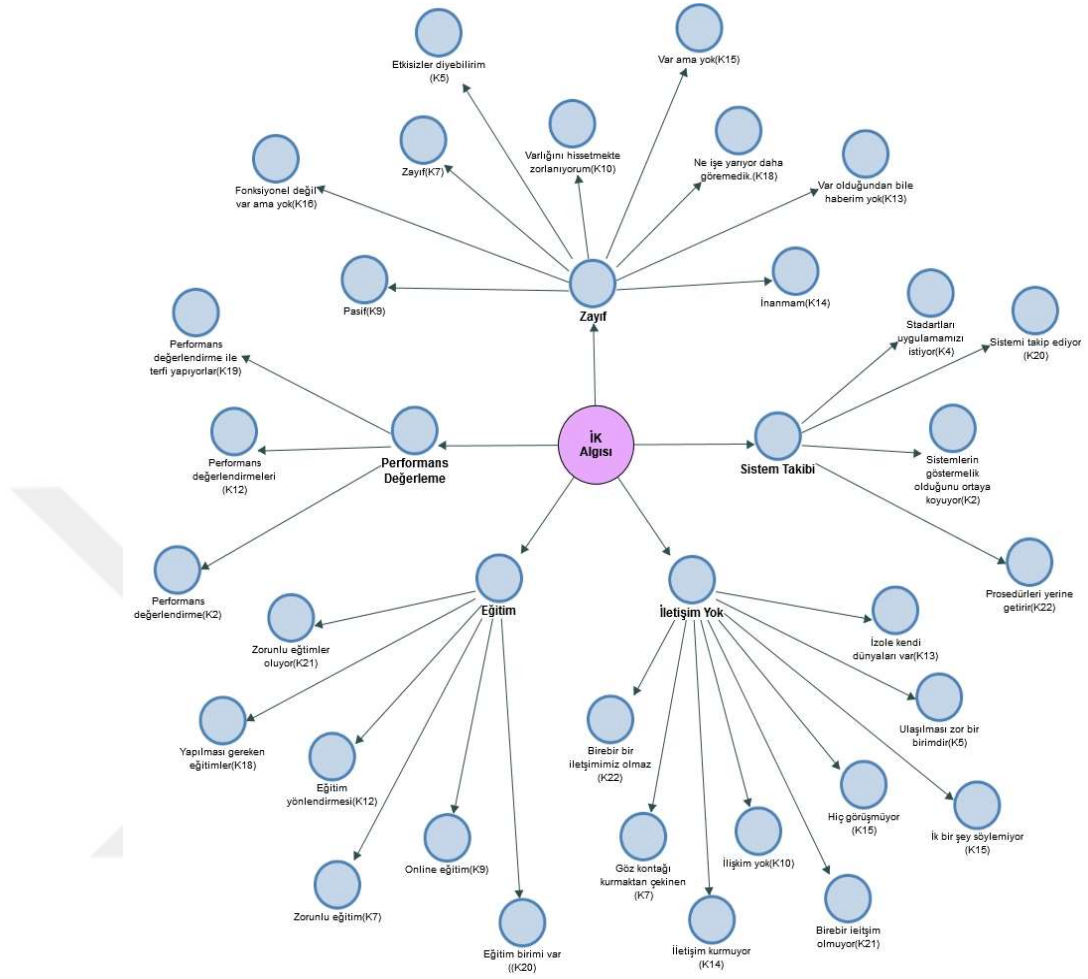 Etkisizler diyebilirim
(K5)
Var ama yok(K15)
Zayıf(K7)
Varlığını hissetmekte
zorlanıyorum(K10)
Ne işe yarıyor daha
göremedik.(K18)
Fonksiyonel değil
var ama yok(K16)
Var olduğundan bile
haberim yok(K13)
Pasif(K9)
Zayıf
İnanmam(K14)
Performans
değerlendirme ile
terfi yapıyorlar(K19)
Stadartları
uygulamamızı
istiyor(K4)
Sistemi takip ediyor
(K20)
Performans
değerlendirmeleri
(K12)
Performans
Değerleme
İK
Algısı
Sistem Takibi
Sistemlerin
göstermelik
olduğunu ortaya
koyuyor(K2)
Performans
değerlendirme(K2)
Eğitim
İletişim Yok
Prosedürleri yerine
getirir(K22)
Zorunlu eğtimler
oluyor(K21)
İzole kendi
dünyaları var(K13)
Yapılması gereken
eğitimler(K18)
Eğitim
yönlendirmesi(K12)
Birebir bir
iletşimimiz olmaz
(K22)
Ulaşılması zor bir
birimdir(K5)
Online eğitim(K9)
Göz kontağı
kurmaktan çekinen
(K7)
İlişkim yok(K10)
Hiç görüşmüyor
(K15)
İk bir şey söylemiyor
(K15)
Zorunlu eğitim(K7)
Eğitim birimi var
((K20)
İletişim kurmuyor
(K14)
Birebir ieitşim
olmuyor(K21)